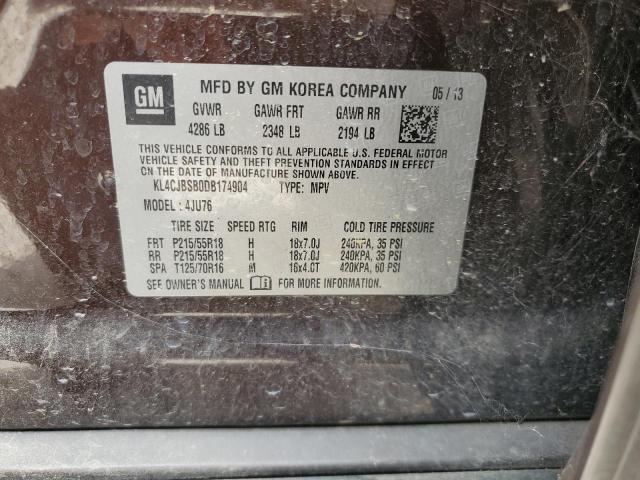 GM
MFD BY GM KOREA COMPANY 05 / 13
GVWR GAWR FRT GAWR RR
4286 LB 2348 LB 2194 LB
THIS VEHICLE CONFORMS TO ALL APPLICABLE U.S. FEDERAL MOTOR
VEHICLE SAFETY AND THEFT PREVENTION STANDARDS IN EFFECT
ON THE DATE OF MANUFACTURE SHOWN ABOVE.
KL4CJBSB0DB174904 TYPE: MPV
MODEL : 4JU76
TIRE SIZE SPEED RTG RIM COLD TIRE PRESSURE
FRT P215/55R18 H 18x7.0J 240KPA, 35 PSI
RR P215/55R18 H 18x7.0J 240KPA, 35 PSI
SPA T125/70R16 M 16x4.CT 420KPA, 60 PSI
SEE OWNER'S MANUAL FOR MORE INFORMATION.